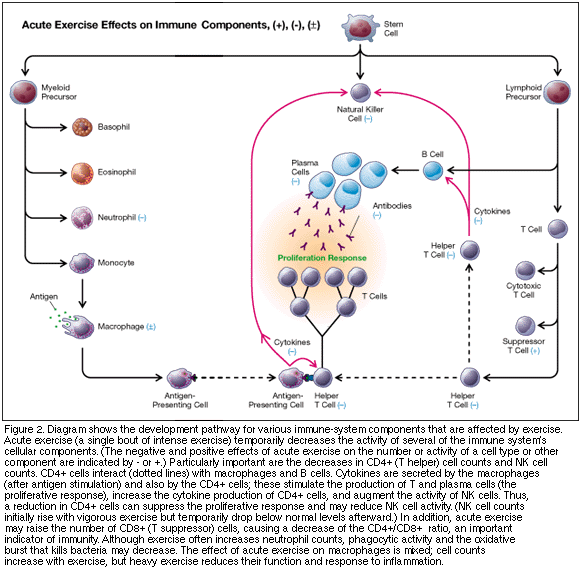 Acute Exercise Effects on Immune Components, (+), (-), (±)
Stem
Cell
Myeloid
Precursor
Natural Killer
Cell (–)
Lymphoid
Precursor
Basophil
Plasma
Cells
(–)
B Cell
Eosinophil
Antibodies
(–)
Cytokines
(–)
Neutrophil (–)
T Cell
Helper
T Cell (–)
Proliferation Response
Monocyte
Cytotoxic
T Cell
T Cells
Antigen
Macrophage (±)
Suppressor
T Cell (+)
Cytokines
(–)
Antigen-
Presenting Cell
Antigen-
Presenting Cell
Helper
T Cell (–)
Helper
T Cell (–)
Figure 2. Diagram shows the development pathway for various immune-system components that are affected by exercise.
Acute exercise (a single bout of intense exercise) temporarily decreases the activity of several of the immune system's
cellular components. (The negative and positive effects of acute exercise on the number or activity of a cell type or other
component are indicated by - or +.) Particularly important are the decreases in CD4+ (T helper) cell counts and NK cell
counts. CD4+ cells interact (dotted lines) with macrophages and B cells. Cytokines are secreted by the macrophages
(after antigen stimulation) and also by the CD4+ cells; these stimulate the production of T and plasma cells (the
proliferative response), increase the cytokine production of CD4+ cells, and augment the activity of NK cells. Thus,
a reduction in CD4+ cells can suppress the proliferative response and may reduce NK cell activity. (NK cell counts
initially rise with vigorous exercise but temporarily drop below normal levels afterward.) In addition, acute exercise
may raise the number of CD8+ (T suppressor) cells, causing a decrease of the CD4+/CD8+ ratio, an important
indicator of immunity. Although exercise often increases neutrophil counts, phagocytic activity and the oxidative
burst that kills bacteria may decrease. The effect of acute exercise on macrophages is mixed; cell counts
increase with exercise, but heavy exercise reduces their function and response to inflammation.